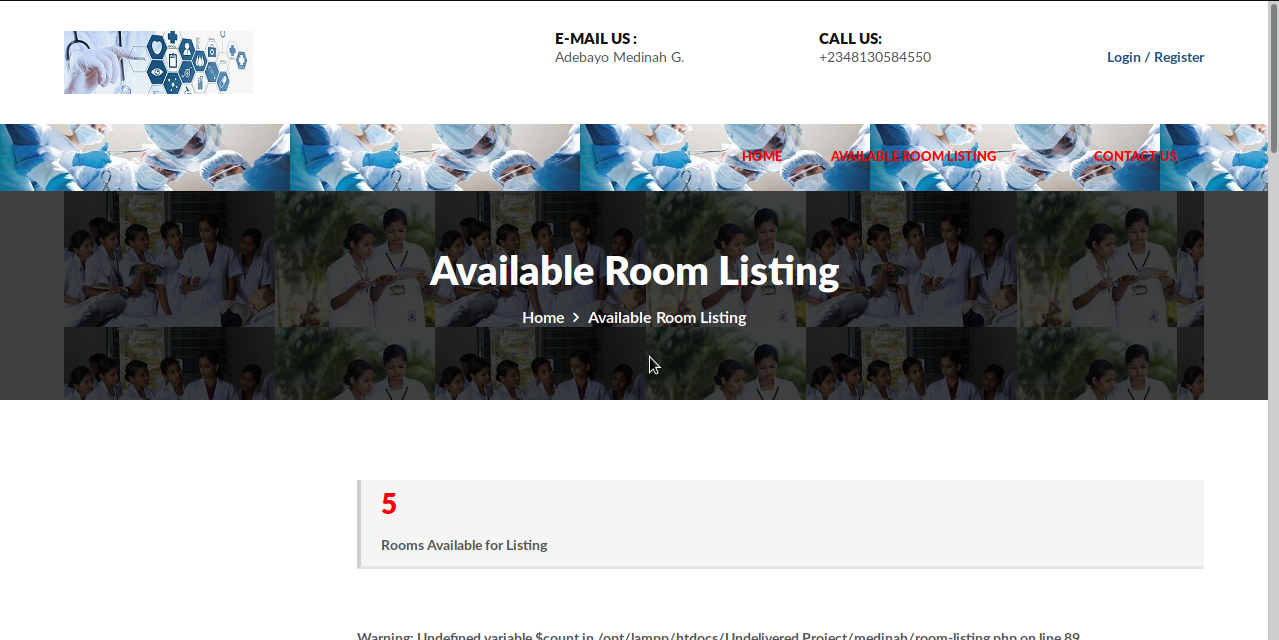 E-MAIL US :
Adebayo Medinah G.
CALL US:
+2348130584550
Login / Register
HOME
AVAILABLE ROOM LISTING
CONTACT US
Available Room Listing
Home > Available Room Listing
5
Rooms Available for Listing
Warning: Undefined variable $count in /opt/lampp/htdocs/Undelivered Project/medinah/room-listing.php on line 89